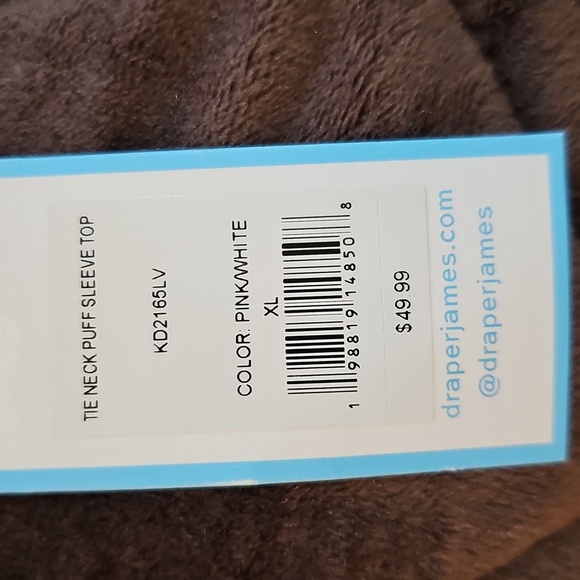 TIE NECK PUFF SLEEVE TOP
KD2165LV
COLOR: PINK/WHITE
XL
1 98819 14850 8
$49.99
draperjames.com
@draperjames